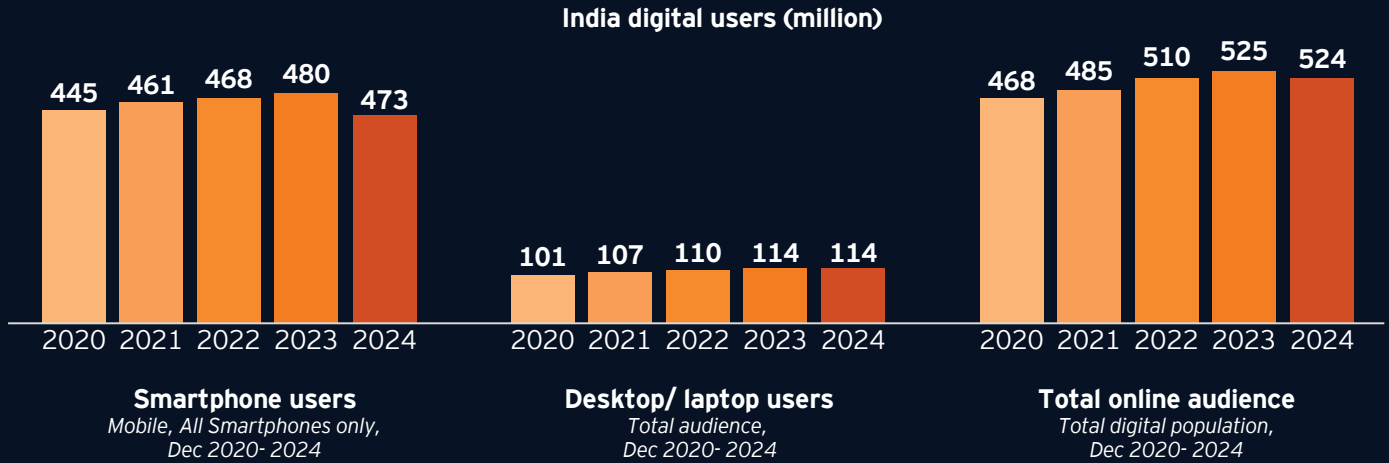 India digital users (million)
445 461 468 480 473
101 107 110 114 114
468 485 510 525 524
2020 2021 2022 2023 2024
2020 2021 2022 2023 2024
2020 2021 2022 2023 2024
Smartphone users
Mobile, All Smartphones only,
Dec 2020- 2024
Desktop/ laptop users
Total audience,
Dec 2020- 2024
Total online audience
Total digital population,
Dec 2020- 2024